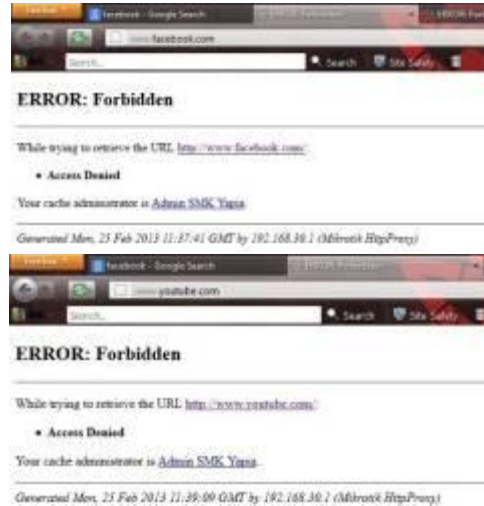 facebook - Google Search
www.facebook.com
Search...
Search
Site Safety
ERROR: Forbidden
While trying to retrieve the URL http://www.facebook.com/:
• Access Denied
Your cache administrator is Admin SMK Yapia.
Generated Mon, 25 Feb 2013 11:37:41 GMT by 192.168.30.1 (Mikrotik HttpProxy)
facebook - Google Search
www.youtube.com
Search...
Search
Site Safety
ERROR: Forbidden
While trying to retrieve the URL http://www.youtube.com/:
• Access Denied
Your cache administrator is Admin SMK Yapia.
Generated Mon, 25 Feb 2013 11:39:09 GMT by 192.168.30.1 (Mikrotik HttpProxy)